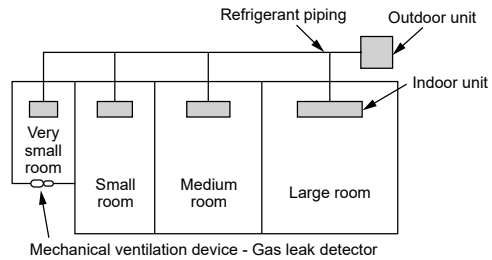 Refrigerant piping
Outdoor unit
Indoor unit
Very
small
room
Small
room
Medium
room
Large room
Mechanical ventilation device - Gas leak detector